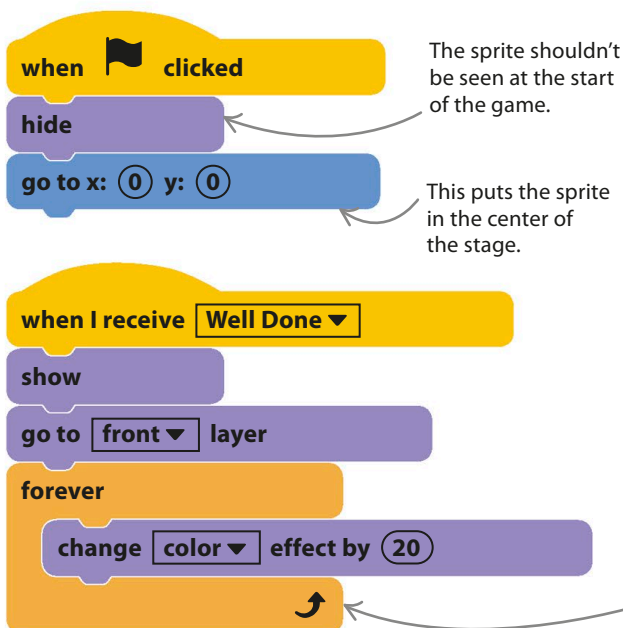 when clicked
The sprite shouldn't
be seen at the start
of the game.
hide
go to x: 0 y: 0
This puts the sprite
in the center of
the stage.
when I receive Well Done
show
go to front layer
forever
change color effect by 20